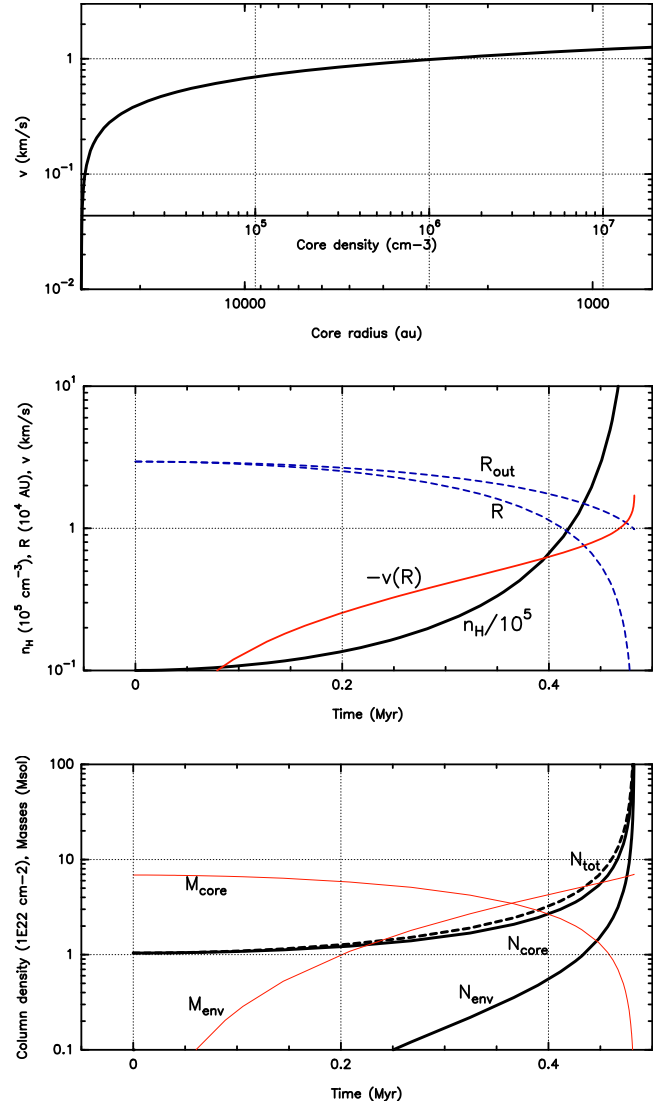 1
10⁻¹
10⁻²
v (km/s)
10⁵ 10⁶ 10⁷
Core density (cm−3)
10000 1000
Core radius (au)
10¹
1
10⁻¹
n_H (10⁵ cm⁻³), R (10⁴ AU), v (km/s)
R_out
R
−v(R)
n_H/10⁵
0 0.2 0.4
Time (Myr)
100
10
1
0.1
Column density (1E22 cm−2), Masses (Msol)
N_tot
M_core
N_core
M_env
N_env
0 0.2 0.4
Time (Myr)